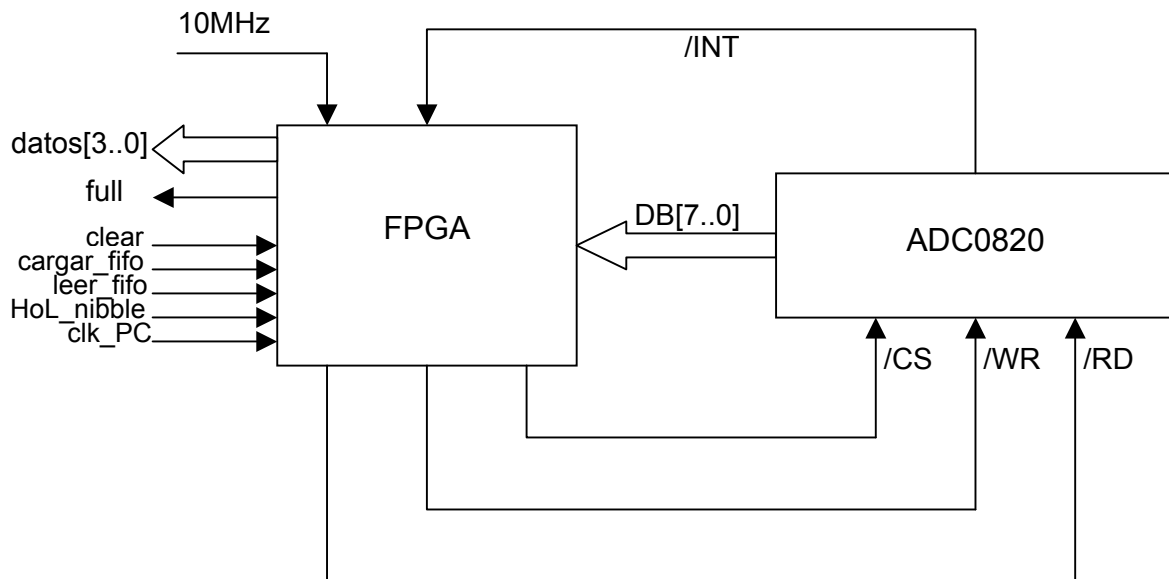 10MHz
/INT
datos[3..0]
full
FPGA
DB[7..0]
ADC0820
clear
cargar_fifo
leer_fifo
HoL_nibble
clk_PC
/CS
/WR
/RD